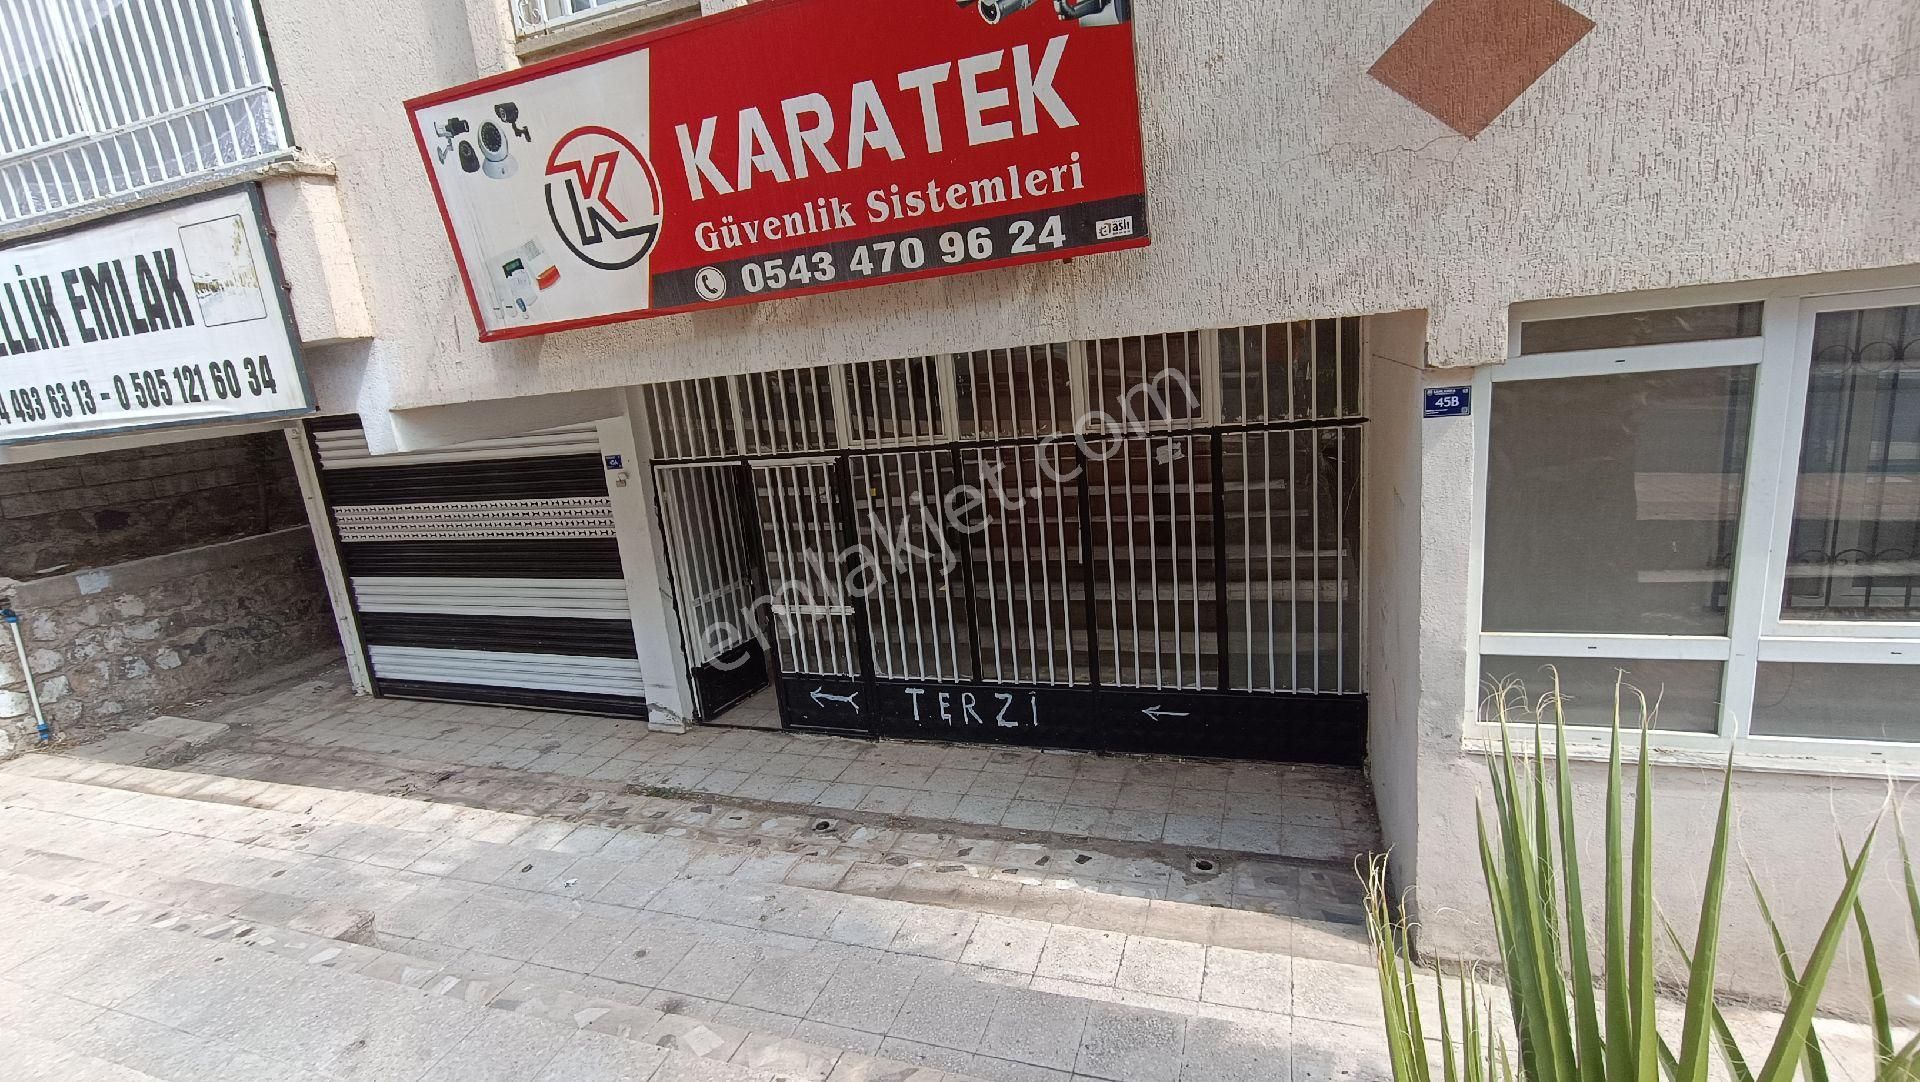 KARATEK
Güvenlik Sistemleri
0543 470 96 24
aslı
K
EMLAK
493 63 13 - 0 505 121 60 34
45B
TERZİ
emlakjet.com